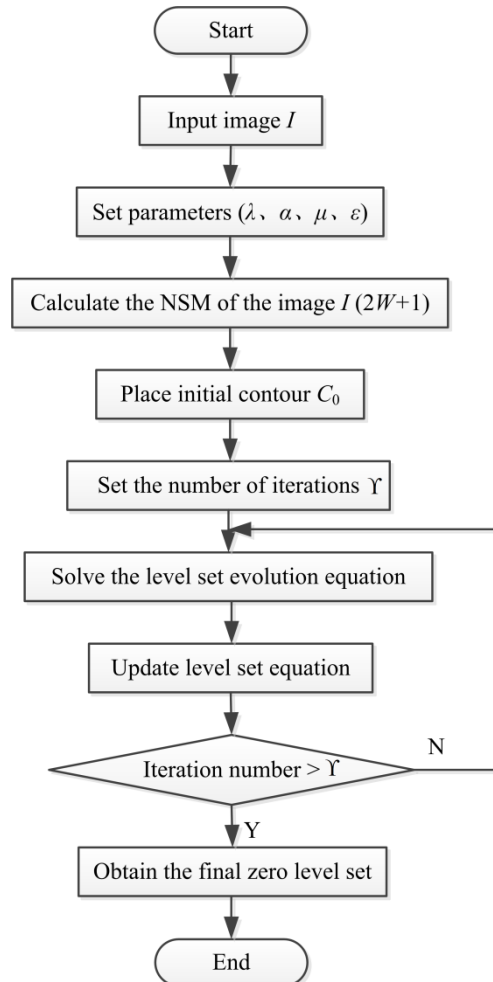 Start
Input image I
Set parameters (λ、α、μ、ε)
Calculate the NSM of the image I (2W+1)
Place initial contour C₀
Set the number of iterations ϒ
Solve the level set evolution equation
Update level set equation
Iteration number > ϒ
N
Y
Obtain the final zero level set
End